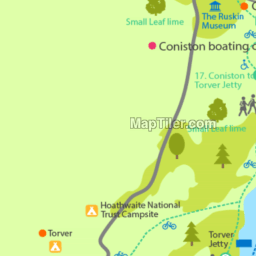 Small Leaf lime
The Ruskin
Museum
Coniston boating
17. Coniston to
Torver Jetty
MapTiler.com
Small Leaf lime
Hoathwaite National
Trust Campsite
Torver
Torver
Jetty